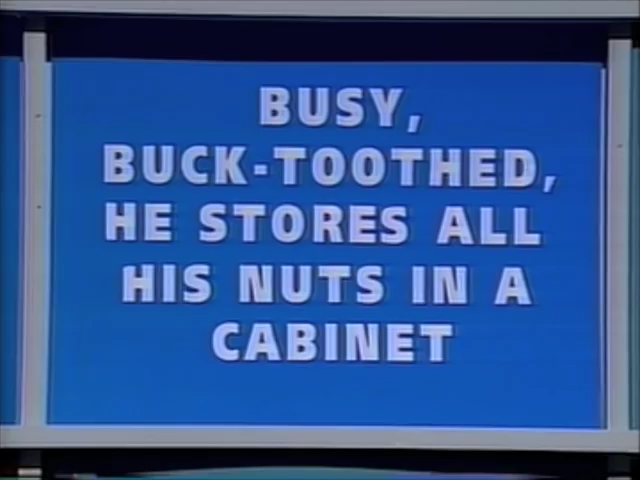 BUSY,
BUCK-TOOTHED,
HE STORES ALL
HIS NUTS IN A
CABINET